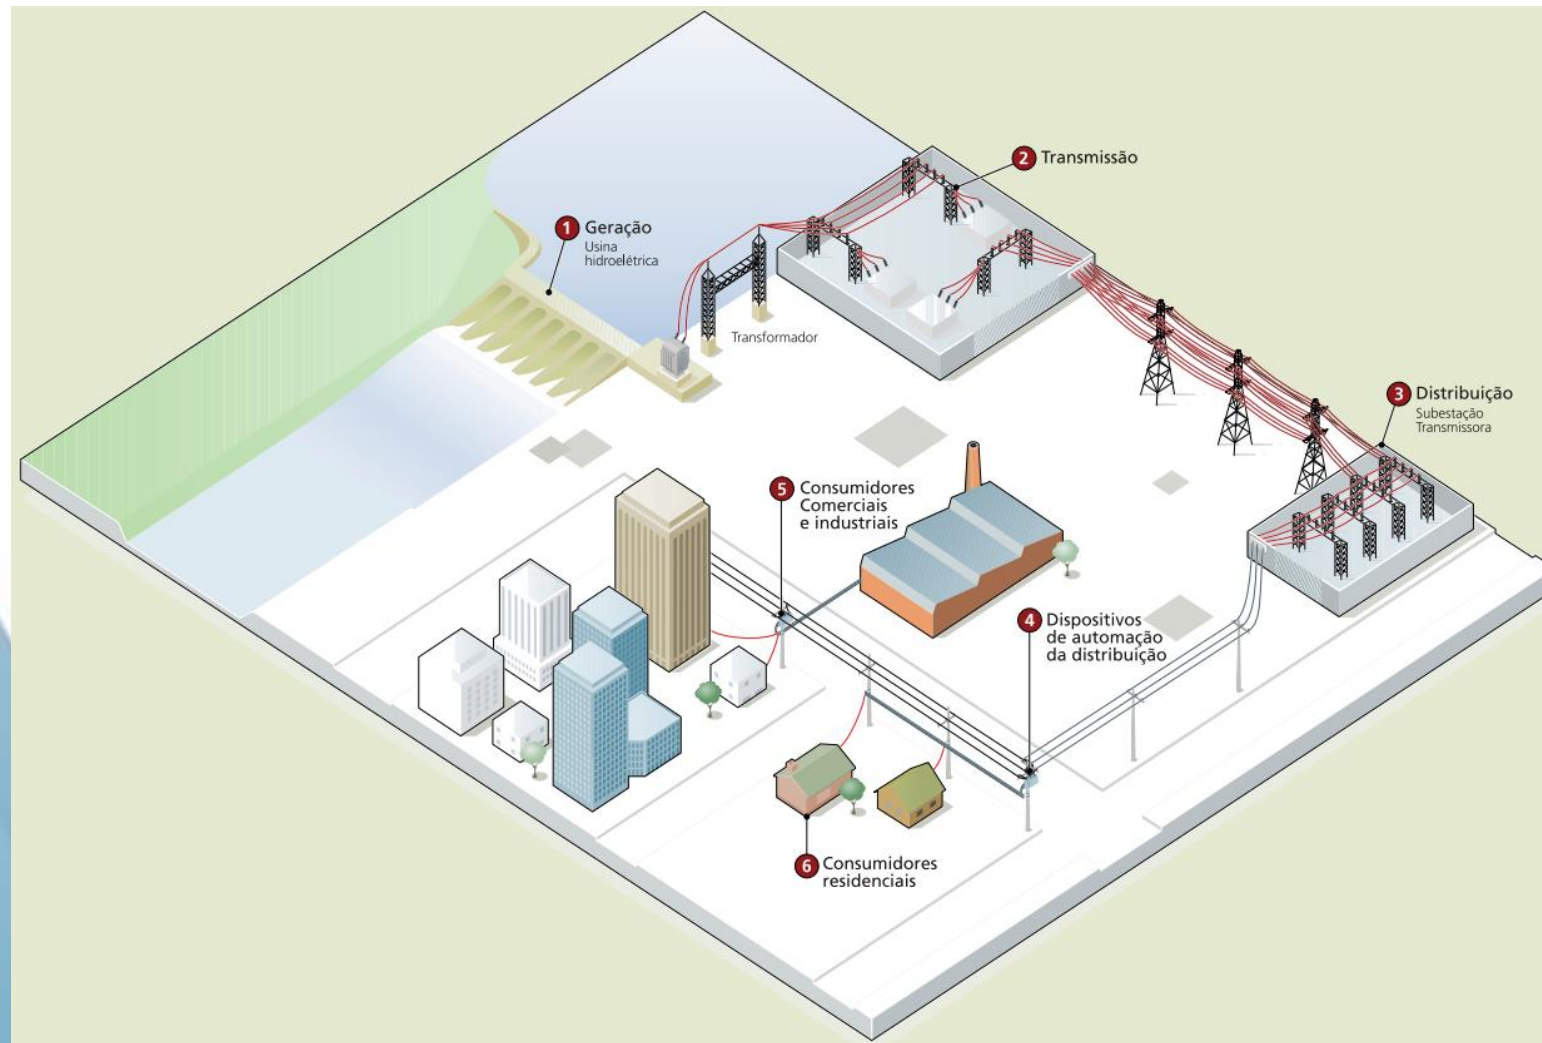 1 Geração
Usina
hidroelétrica
Transformador
2 Transmissão
3 Distribuição
Subestação
Transmissora
4 Dispositivos
de automação
da distribuição
5 Consumidores
Comerciais
e industriais
6 Consumidores
residenciais